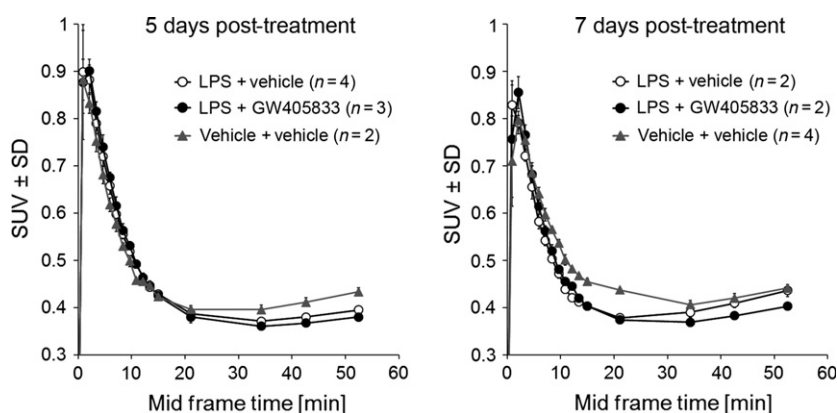 5 days post-treatment
1
0.9
0.8
0.7
0.6
0.5
0.4
0.3
SUV ± SD
LPS + vehicle (n = 4)
LPS + GW405833 (n = 3)
Vehicle + vehicle (n = 2)
0 10 20 30 40 50 60
Mid frame time [min]
7 days post-treatment
1
0.9
0.8
0.7
0.6
0.5
0.4
0.3
SUV ± SD
LPS + vehicle (n = 2)
LPS + GW405833 (n = 2)
Vehicle + vehicle (n = 4)
0 10 20 30 40 50 60
Mid frame time [min]